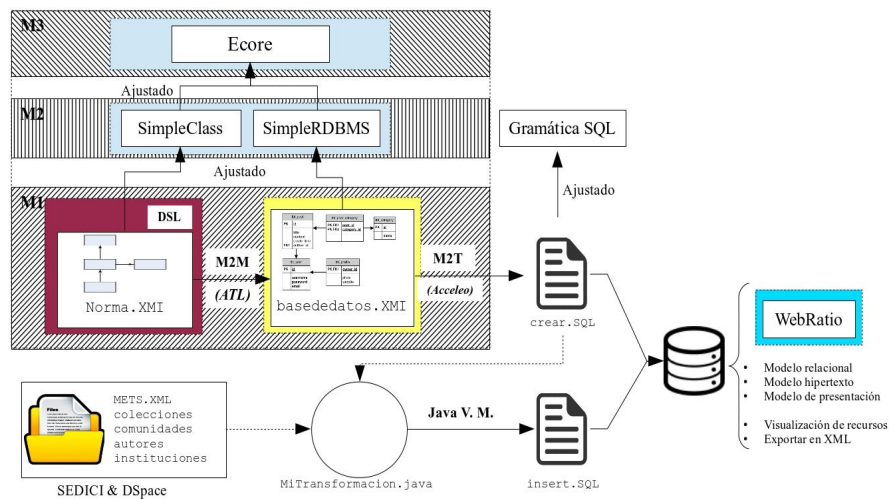 M3
Ecore
Ajustado
M2
SimpleClass
SimpleRDBMS
Gramática SQL
Ajustado
Ajustado
M1
DSL
M2M
(ATL)
M2T
(Acceleo)
Norma.XMI
basededatos.XMI
crear.SQL
WebRatio
• Modelo relacional
• Modelo hipertexto
• Modelo de presentación
• Visualización de recursos
• Exportar en XML
Files
METS.XML
colecciones
comunidades
autores
instituciones
Java V. M.
SEDICI & DSpace
MiTransformacion.java
insert.SQL